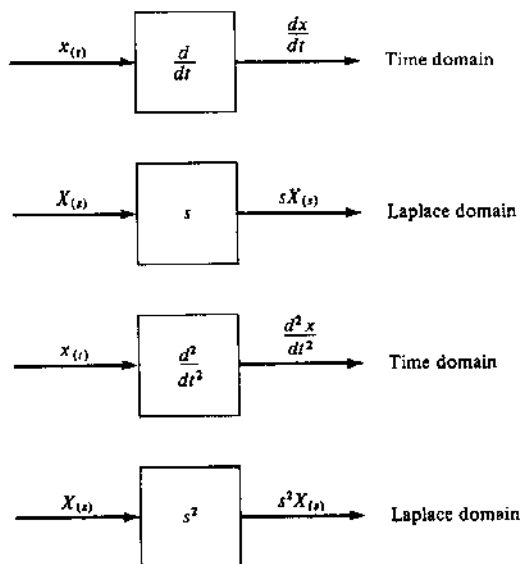 x(t) d/dt dx/dt Time domain
X(s) s sX(s) Laplace domain
x(t) d²/dt² d²x/dt² Time domain
X(s) s² s²X(s) Laplace domain